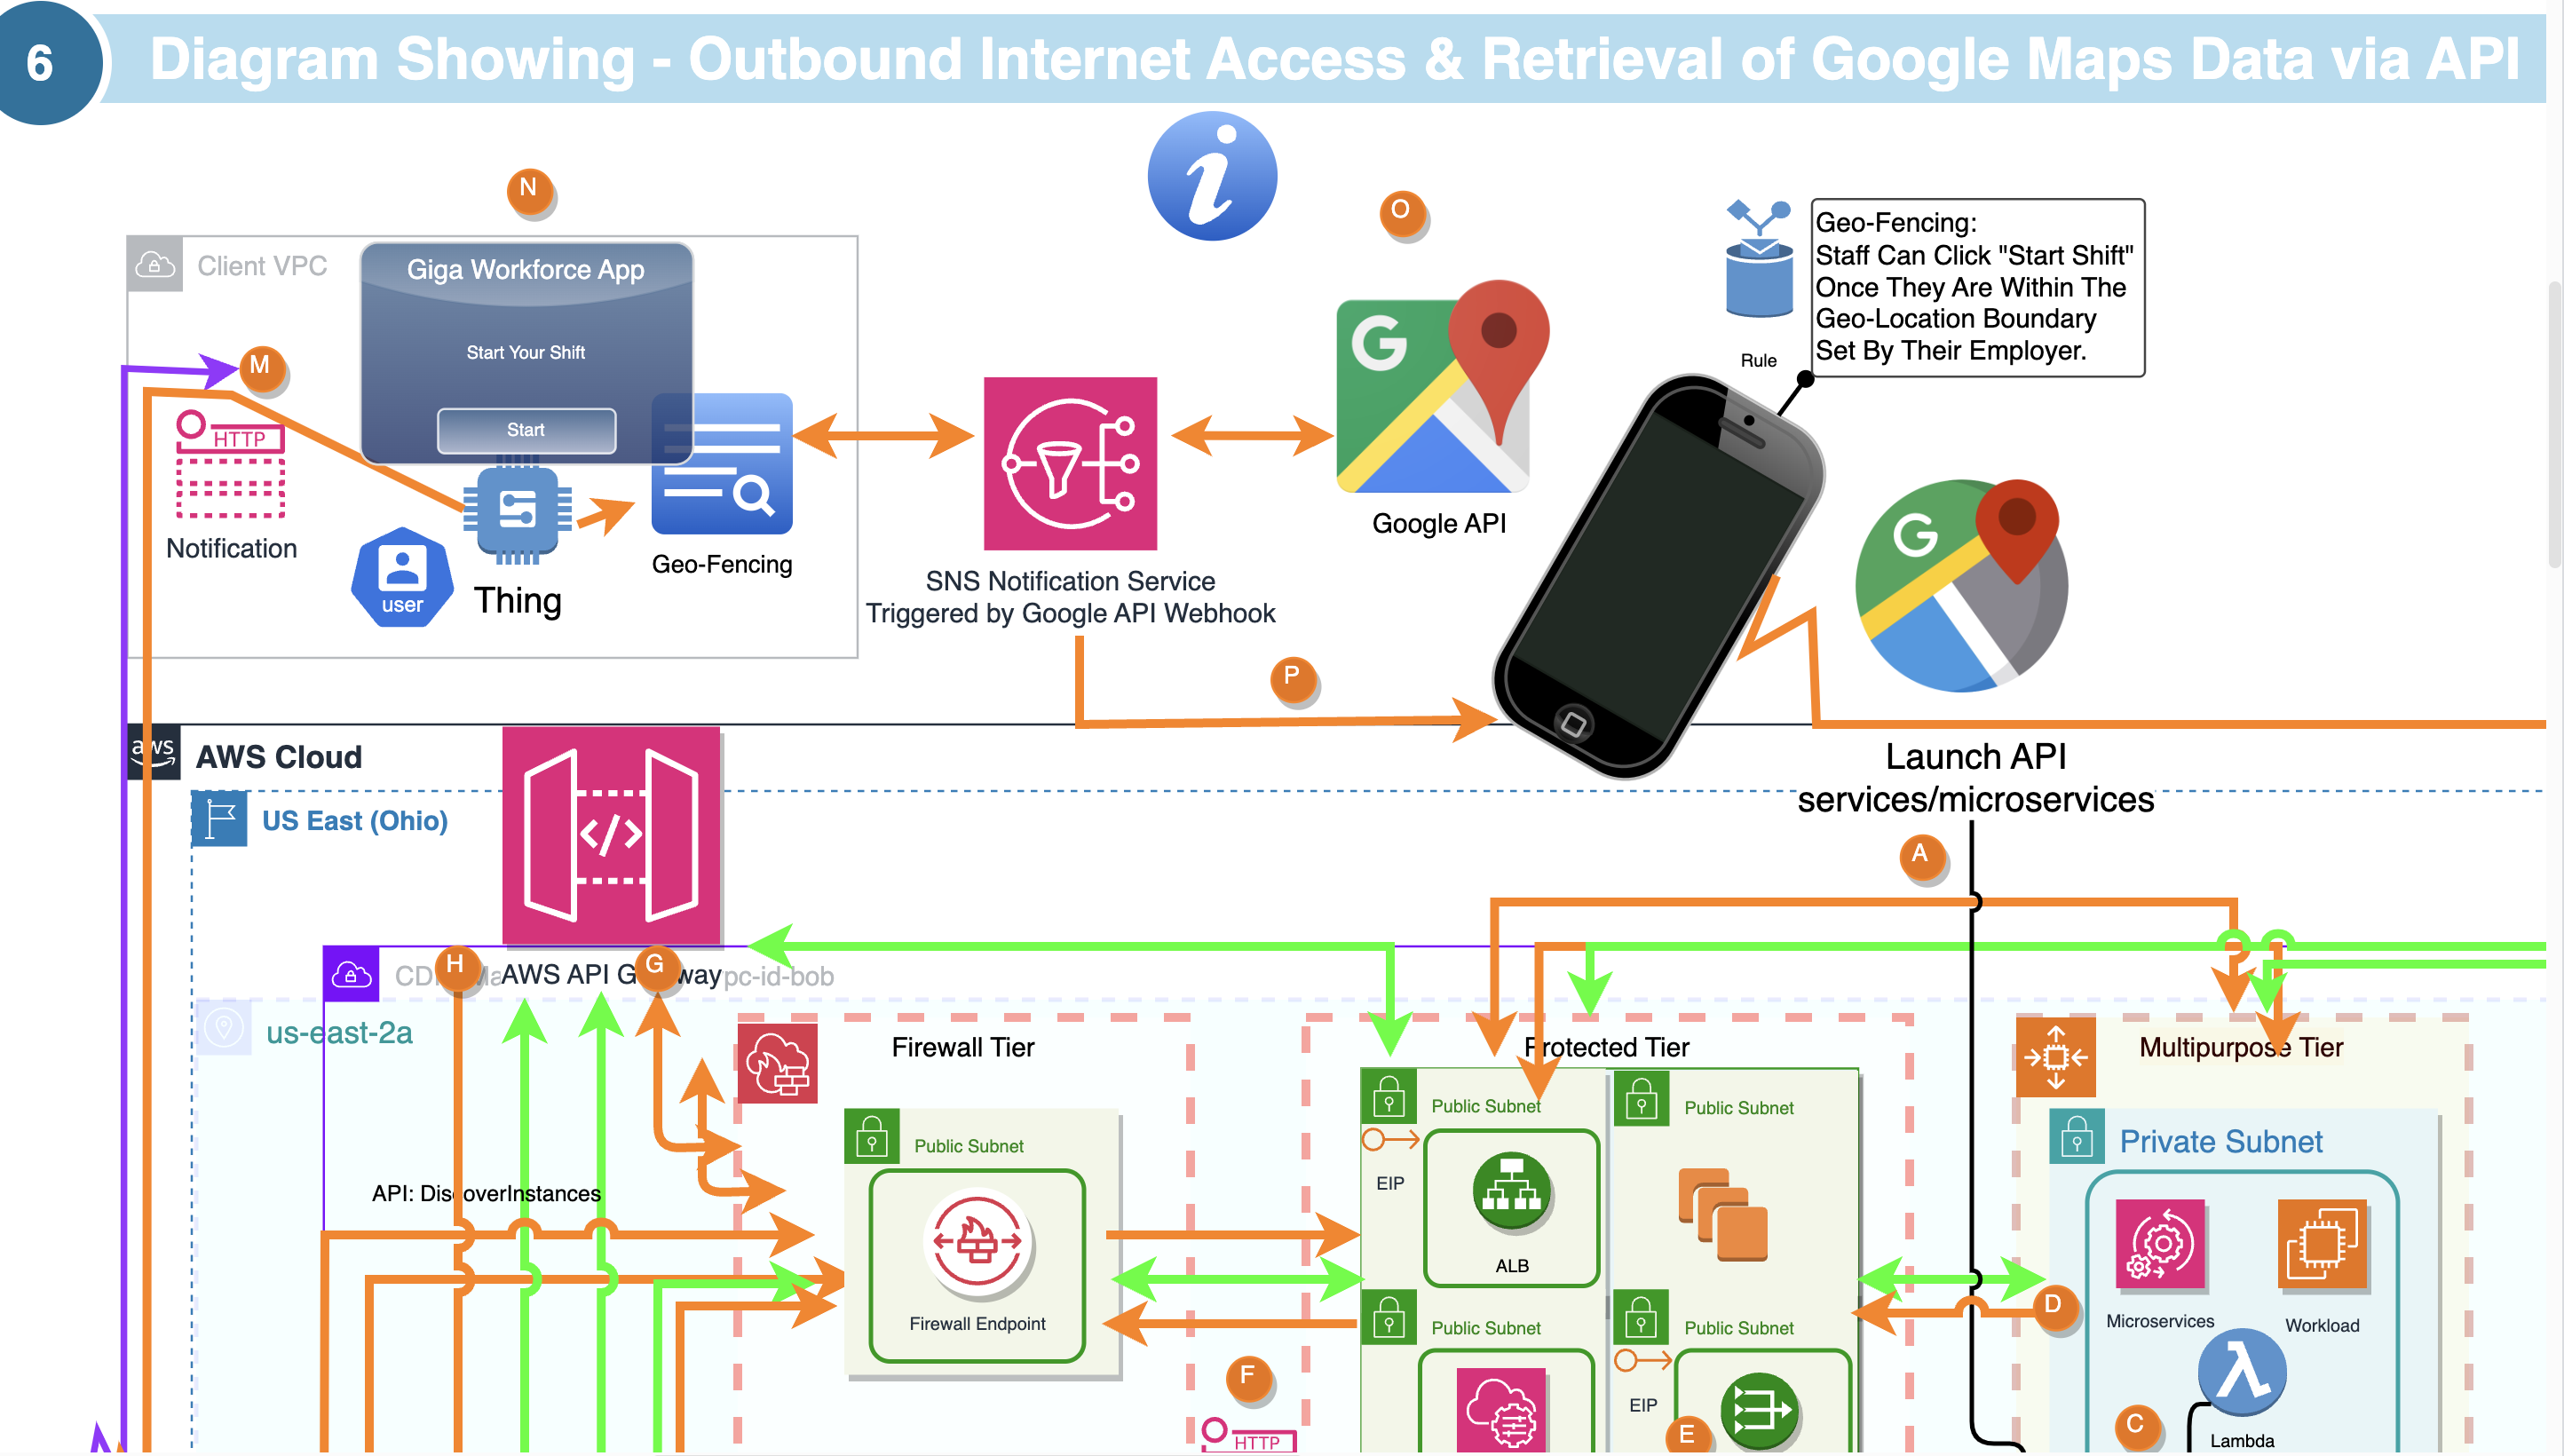 6
Diagram Showing - Outbound Internet Access & Retrieval of Google Maps Data via API
N
O
Geo-Fencing:
Staff Can Click "Start Shift"
Once They Are Within The
Geo-Location Boundary
Set By Their Employer.
Rule
Client VPC
Giga Workforce App
Start Your Shift
Start
M
HTTP
Notification
user
Thing
Geo-Fencing
SNS Notification Service
Triggered by Google API Webhook
G
Google API
G
P
aws
AWS Cloud
US East (Ohio)
Launch API
services/microservices
A
H
G
AWS API
pc-id-bob
us-east-2a
Firewall Tier
Protected Tier
Multipurpose Tier
Public Subnet
Public Subnet
Public Subnet
Private Subnet
EIP
ALB
API: DiscoverInstances
Firewall Endpoint
Microservices
Workload
D
Public Subnet
Public Subnet
F
HTTP
EIP
E
C
Lambda